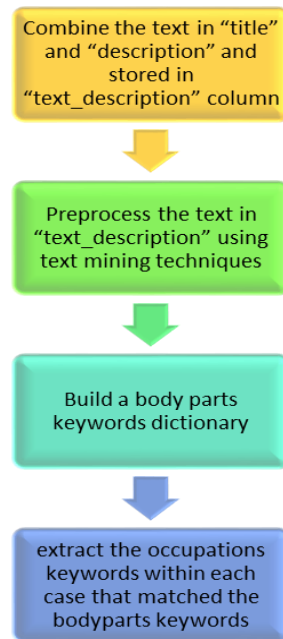 Combine the text in “title”
and “description” and
stored in
“text_description” column
Preprocess the text in
“text_description” using
text mining techniques
Build a body parts
keywords dictionary
extract the occupations
keywords within each
case that matched the
bodyparts keywords